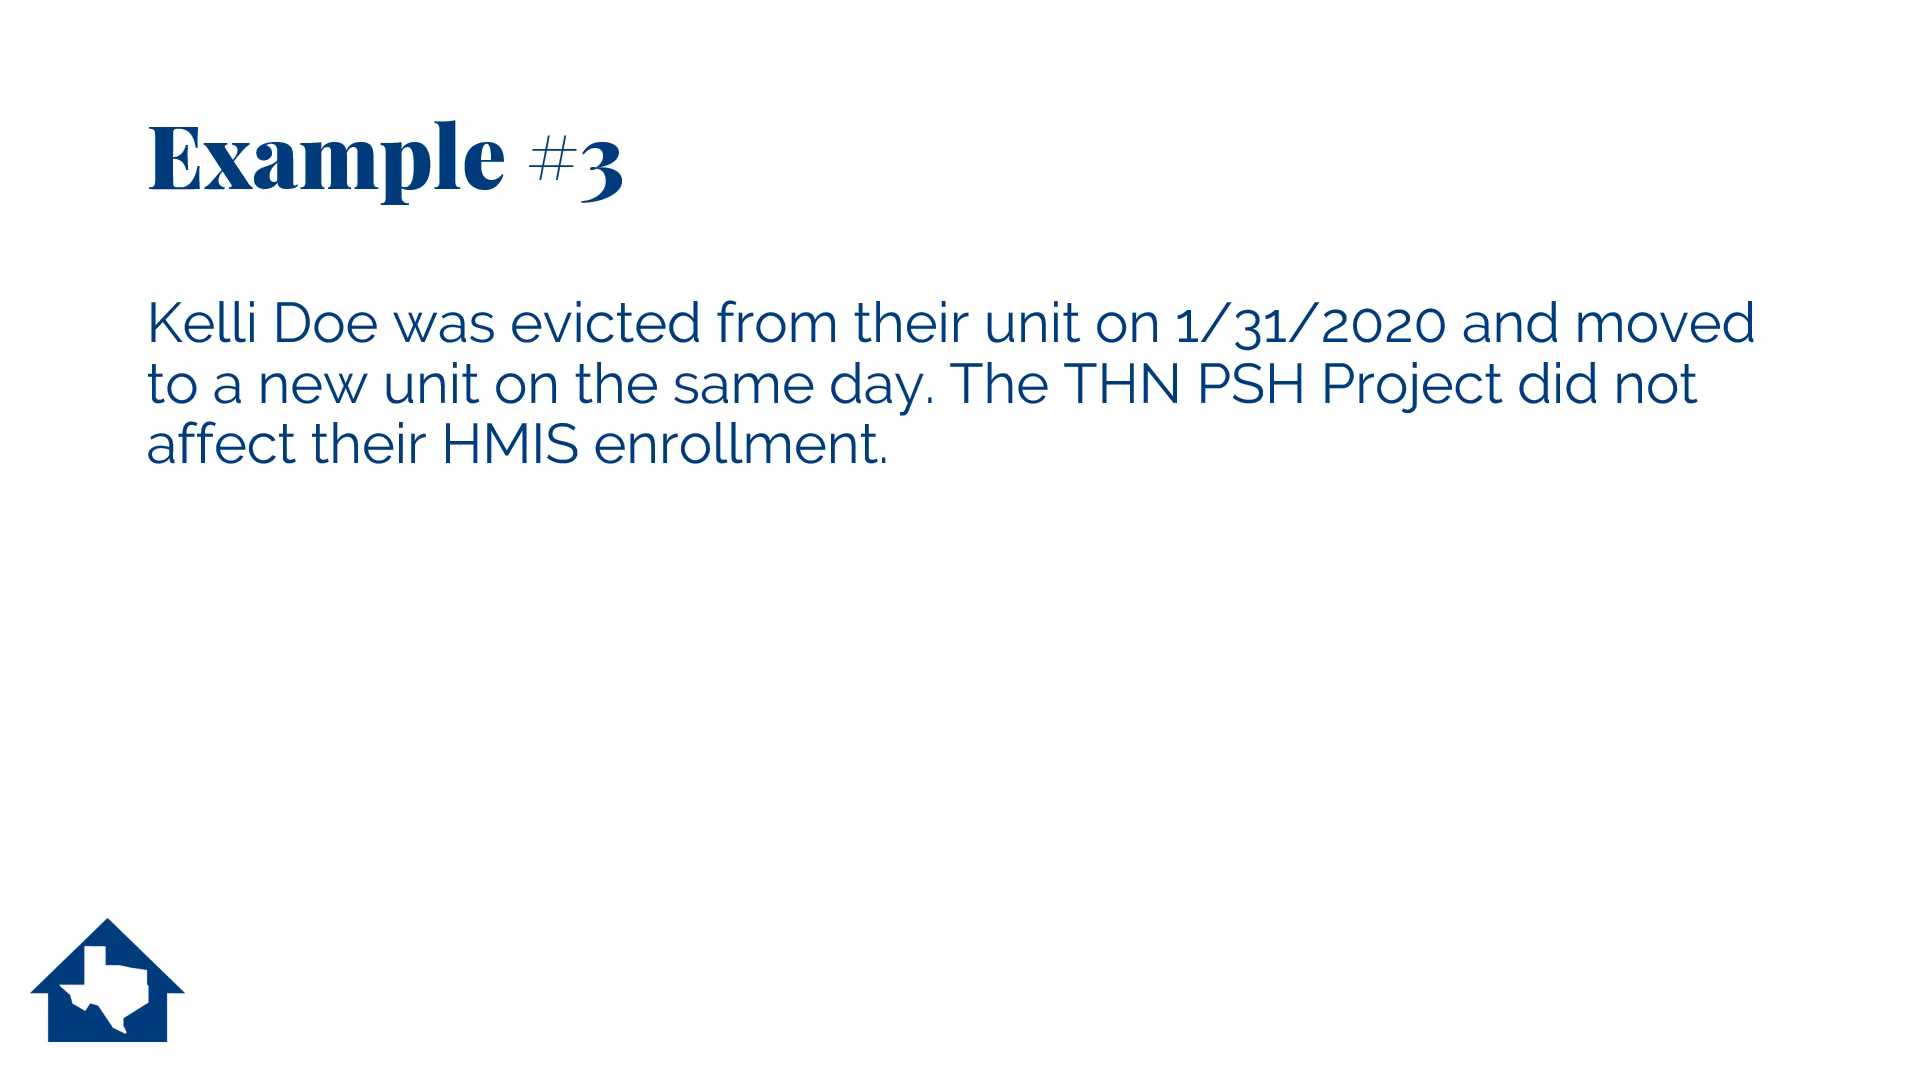 Example #3
Kelli Doe was evicted from their unit on 1/31/2020 and moved
to a new unit on the same day. The THN PSH Project did not
affect their HMIS enrollment.